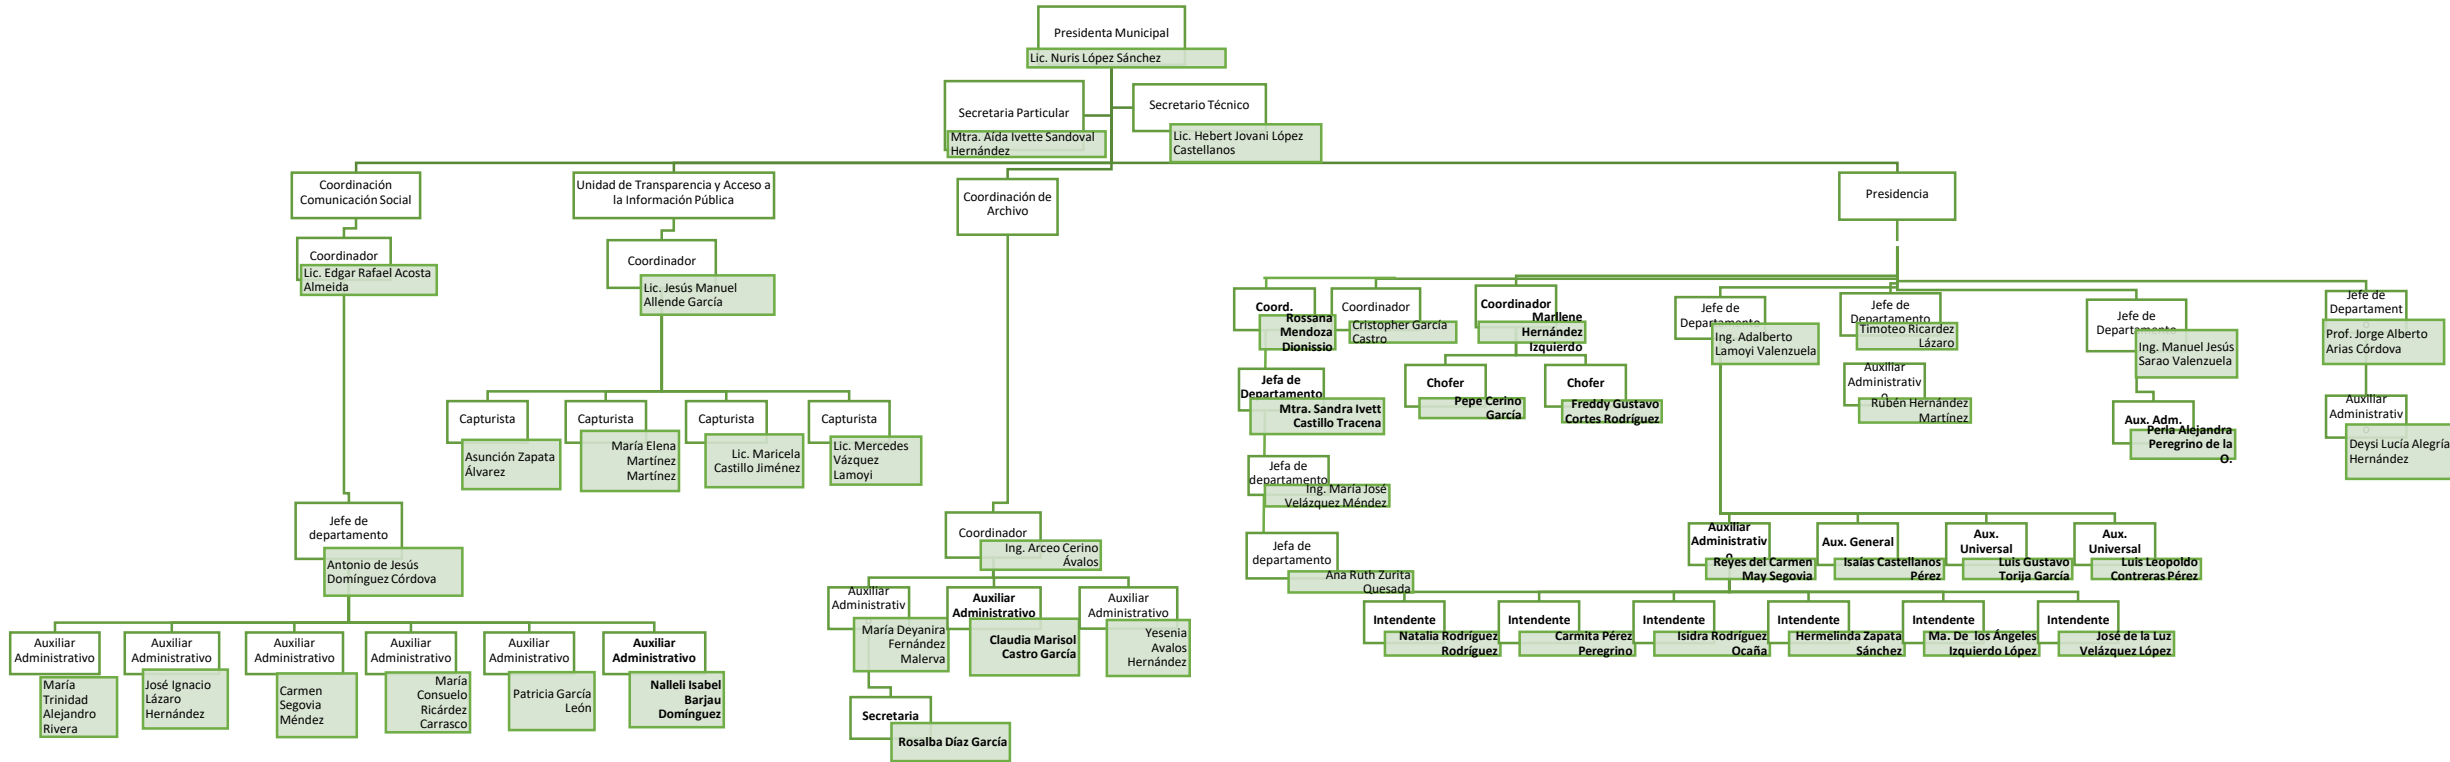 Presidenta Municipal
Lic. Nuris López Sánchez
Secretaria Particular
Mtra. Aída Ivette Sandoval
Hernández
Secretario Técnico
Lic. Hebert Jovani López
Castellanos
Coordinación
Comunicación Social
Coordinador
Lic. Edgar Rafael Acosta
Almeida
Jefe de
departamento
Antonio de Jesús
Domínguez Córdova
Auxiliar
Administrativo
María
Trinidad
Alejandro
Rivera
Auxiliar
Administrativo
José Ignacio
Lázaro
Hernández
Auxiliar
Administrativo
Carmen
Segovia
Méndez
Auxiliar
Administrativo
María
Consuelo
Ricárdez
Carrasco
Auxiliar
Administrativo
Patricia García
León
Auxiliar
Administrativo
Nalleli Isabel
Barjau
Domínguez
Unidad de Transparencia y Acceso a
la Información Pública
Coordinador
Lic. Jesús Manuel
Allende García
Capturista
Asunción Zapata
Álvarez
Capturista
María Elena
Martínez
Martínez
Capturista
Lic. Maricela
Castillo Jiménez
Capturista
Lic. Mercedes
Vázquez
Lamoyi
Coordinación de
Archivo
Coordinador
Ing. Arceo Cerino
Ávalos
Auxiliar
Administrativ
María Deyanira
Fernández
Malerva
Auxiliar
Administrativo
Claudia Marisol
Castro García
Auxiliar
Administrativo
Yesenia
Avalos
Hernández
Secretaria
Rosalba Díaz García
Presidencia
Coord.
Rossana
Mendoza
Dionissio
Jefa de
Departamento
Mtra. Sandra Ivett
Castillo Tracena
Jefa de
departamento
Ing. María José
Velázquez Méndez
Jefa de
departamento
Ana Ruth Zurita
Quesada
Coordinador
Cristopher García
Castro
Coordinador
Marllene
Hernández
Izquierdo
Chofer
Pepe Cerino
García
Chofer
Freddy Gustavo
Cortes Rodríguez
Jefe de
Departamento
Ing. Adalberto
Lamoyi Valenzuela
Auxiliar
Administrativ
o
Reyes del Carmen
May Segovia
Aux. General
Isaías Castellanos
Pérez
Aux.
Universal
Luis Gustavo
Torija García
Aux.
Universal
Luis Leopoldo
Contreras Pérez
Intendente
Natalia Rodríguez
Rodríguez
Intendente
Carmita Pérez
Peregrino
Intendente
Isidra Rodríguez
Ocaña
Intendente
Hermelinda Zapata
Sánchez
Intendente
Ma. De los Ángeles
Izquierdo López
Intendente
José de la Luz
Velázquez López
Jefe de
Departamento
Timoteo Ricardez
Lázaro
Auxiliar
Administrativ
o
Rubén Hernández
Martínez
Jefe de
Departamento
Ing. Manuel Jesús
Sarao Valenzuela
Aux. Adm.
Perla Alejandra
Peregrino de la
O.
Jefe de
Departament
Prof. Jorge Alberto
Arias Córdova
Auxiliar
Administrativ
o
Deysi Lucía Alegría
Hernández